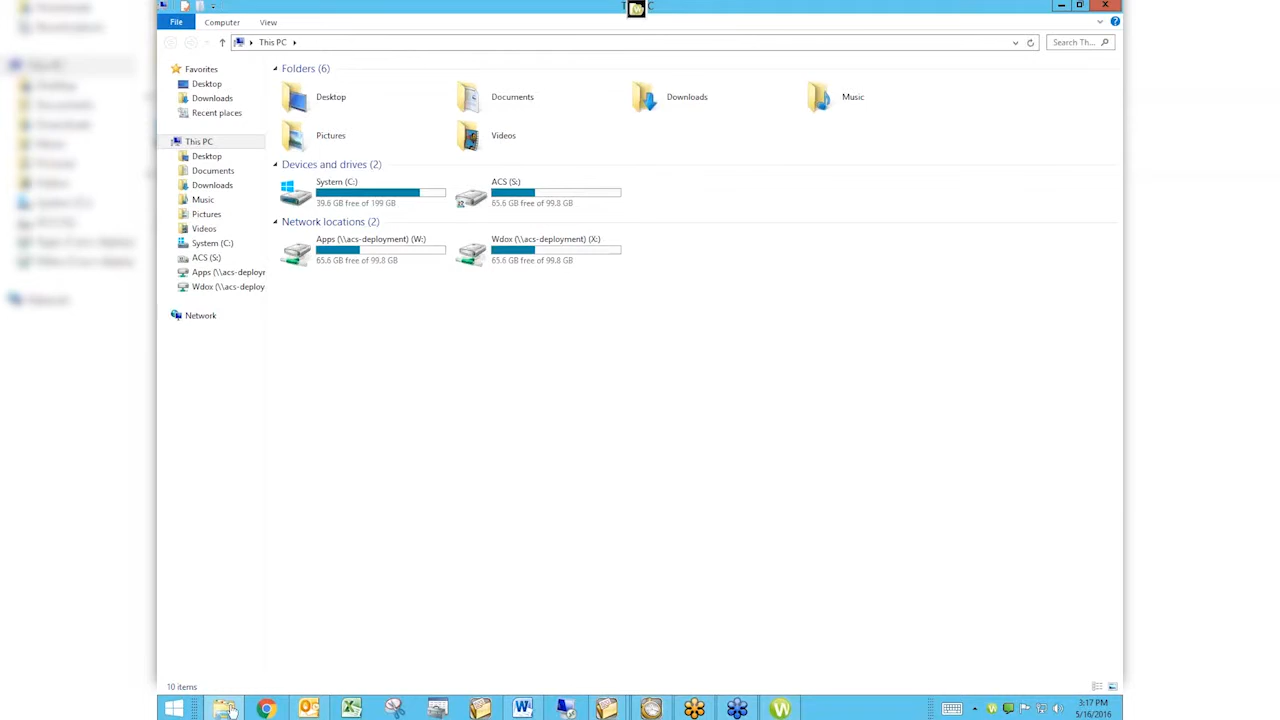 File
Computer
View
This PC
Search Th...
Favorites
Desktop
Downloads
Recent places
This PC
Desktop
Documents
Downloads
Music
Pictures
Videos
System (C:)
ACS (S:)
Apps (\\acs-deployr
Wdox (\\acs-deploy
Network
Folders (6)
Desktop
Documents
Downloads
Music
Pictures
Videos
Devices and drives (2)
System (C:)
39.6 GB free of 199 GB
ACS (S:)
65.6 GB free of 99.8 GB
Network locations (2)
Apps (\\acs-deployment) (W:)
65.6 GB free of 99.8 GB
Wdox (\\acs-deployment) (X:)
65.6 GB free of 99.8 GB
10 items
3:17 PM
5/16/2016